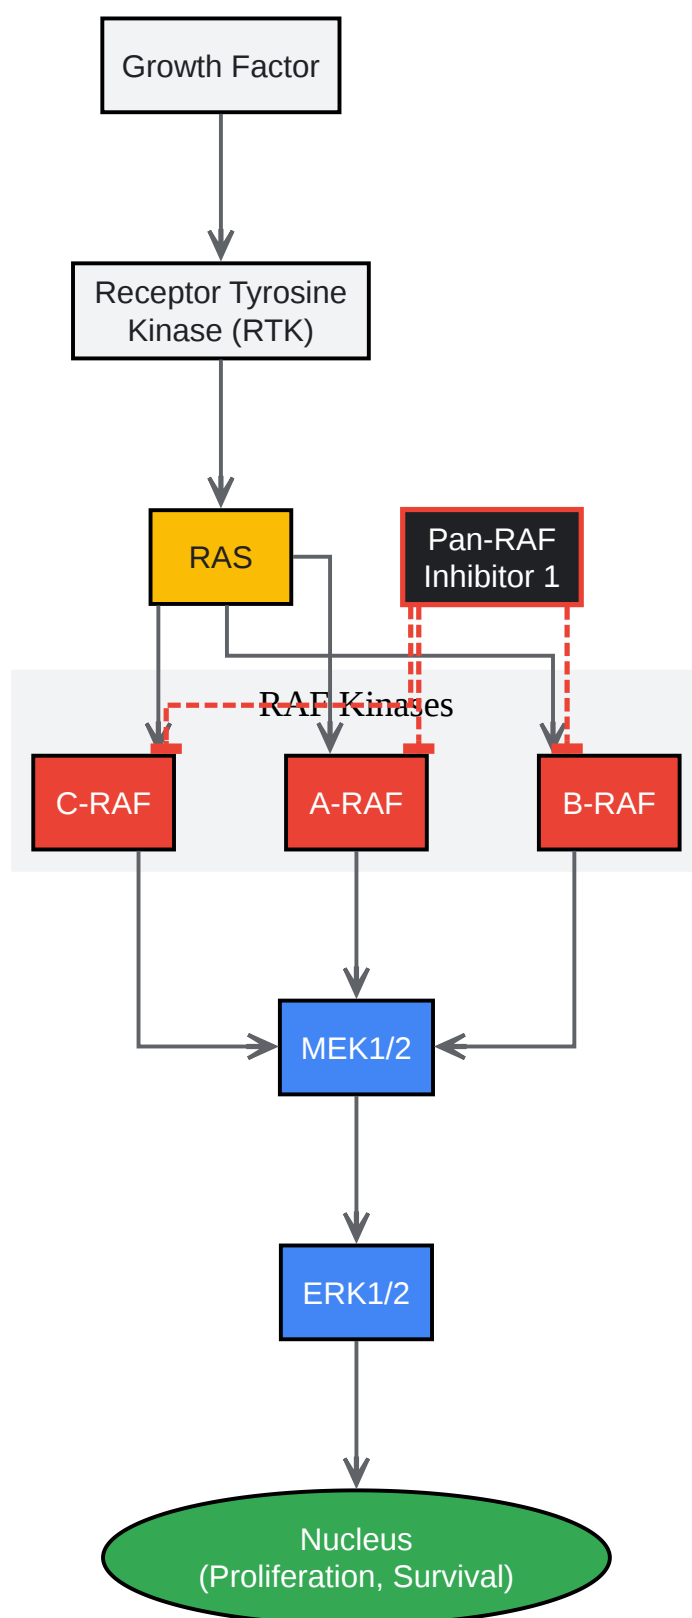 Growth Factor
Receptor Tyrosine
Kinase (RTK)
RAS
Pan-RAF
Inhibitor 1
RAF Kinases
C-RAF
A-RAF
B-RAF
MEK1/2
ERK1/2
Nucleus
(Proliferation, Survival)